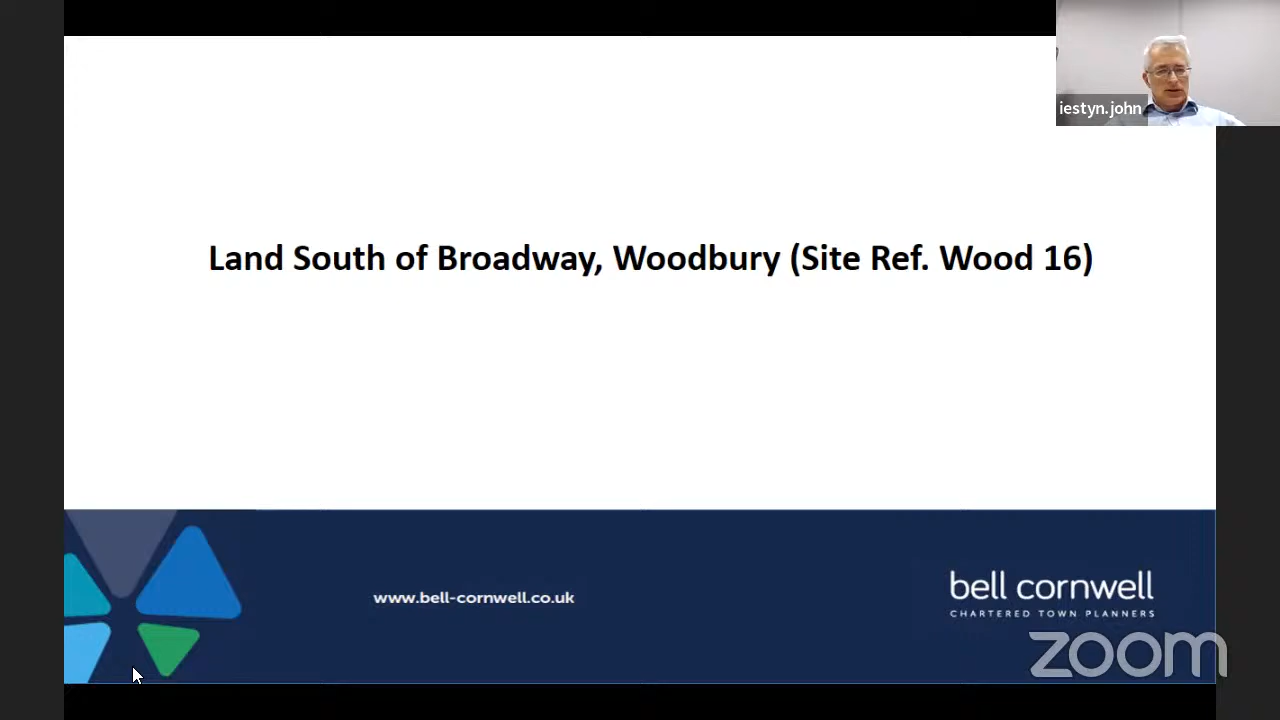 iestyn.john
Land South of Broadway, Woodbury (Site Ref. Wood 16)
www.bell-cornwell.co.uk
bell cornwell
CHARTERED TOWN PLANNERS
zoom